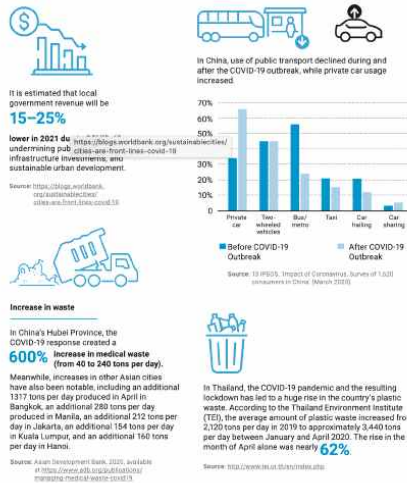 It is estimated that local
government revenue will be
15–25%
lower in 2021 du
undermining pub
infrastructure investments, and
sustainable urban development.
https://blogs.worldbank.org/sustainablecities/
cities-are-front-lines-covid-19
Source: https://blogs.worldbank.
org/sustainablecities/
cities-are-front-lines-covid-19
In China, use of public transport declined during and
after the COVID-19 outbreak, while private car usage
increased.
70%
60%
50%
40%
30%
20%
10%
0
Private
car
Two-
wheeled
vehicles
Bus/
metro
Taxi
Car
hailing
Car
sharing
Before COVID-19
Outbreak
After COVID-19
Outbreak
Source: 13 IPSOS, Impact of Coronavirus, Survey of 1,620
consumers in China (March 2020)
Increase in waste
In China's Hubei Province, the
COVID-19 response created a
600% increase in medical waste
(from 40 to 240 tons per day).
Meanwhile, increases in other Asian cities
have also been notable, including an additional
1317 tons per day produced in April in
Bangkok, an additional 280 tons per day
produced in Manila, an additional 212 tons per
day in Jakarta, an additional 154 tons per day
in Kuala Lumpur, and an additional 160 tons
per day in Hanoi.
Source: Asian Development Bank, 2020, available
at https://www.adb.org/publications/
managing-medical-waste-covid19
In Thailand, the COVID-19 pandemic and the resulting
lockdown has led to a huge rise in the country's plastic
waste. According to the Thailand Environment Institute
(TEI), the average amount of plastic waste increased fro
2,120 tons per day in 2019 to approximately 3,440 tons
per day between January and April 2020. The rise in the
month of April alone was nearly 62%.
Source: http://www.tei.or.th/en/index.php